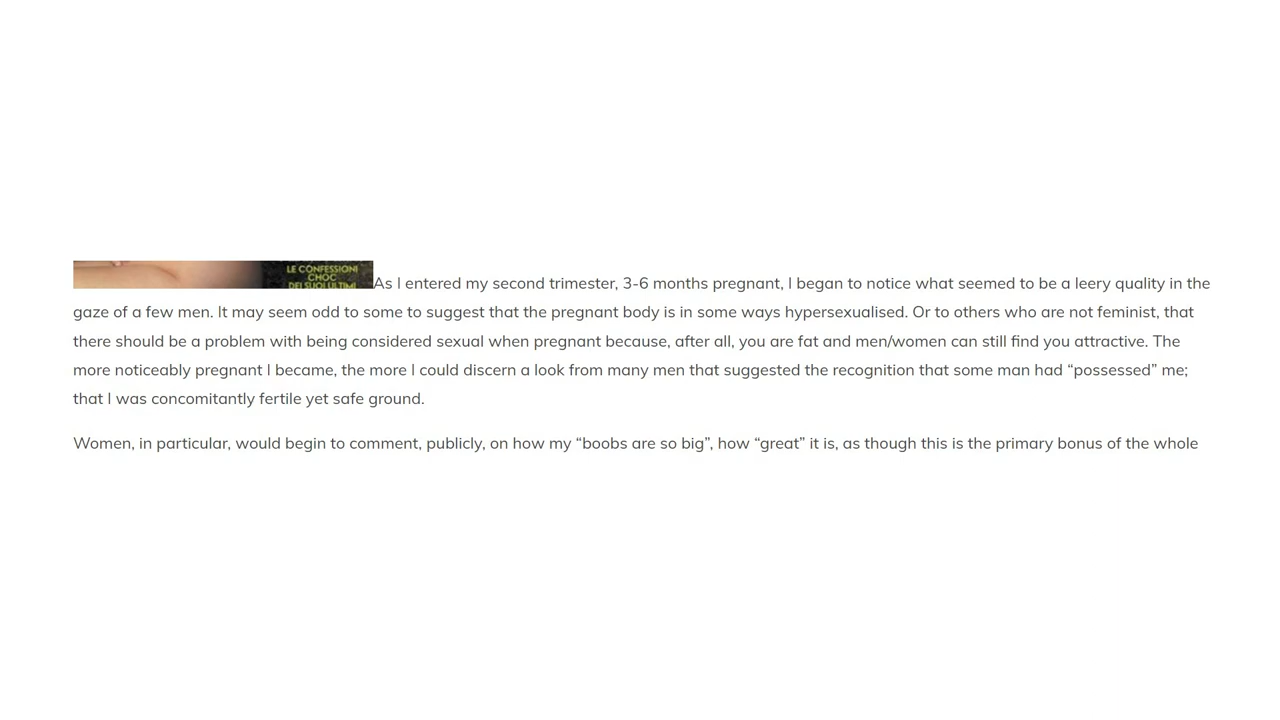 LE CONFESSIONI
CHOC
DEI SUOI ULTIMI
As I entered my second trimester, 3-6 months pregnant, I began to notice what seemed to be a leery quality in the
gaze of a few men. It may seem odd to some to suggest that the pregnant body is in some ways hypersexualised. Or to others who are not feminist, that
there should be a problem with being considered sexual when pregnant because, after all, you are fat and men/women can still find you attractive. The
more noticeably pregnant I became, the more I could discern a look from many men that suggested the recognition that some man had “possessed” me;
that I was concomitantly fertile yet safe ground.
Women, in particular, would begin to comment, publicly, on how my “boobs are so big”, how “great” it is, as though this is the primary bonus of the whole